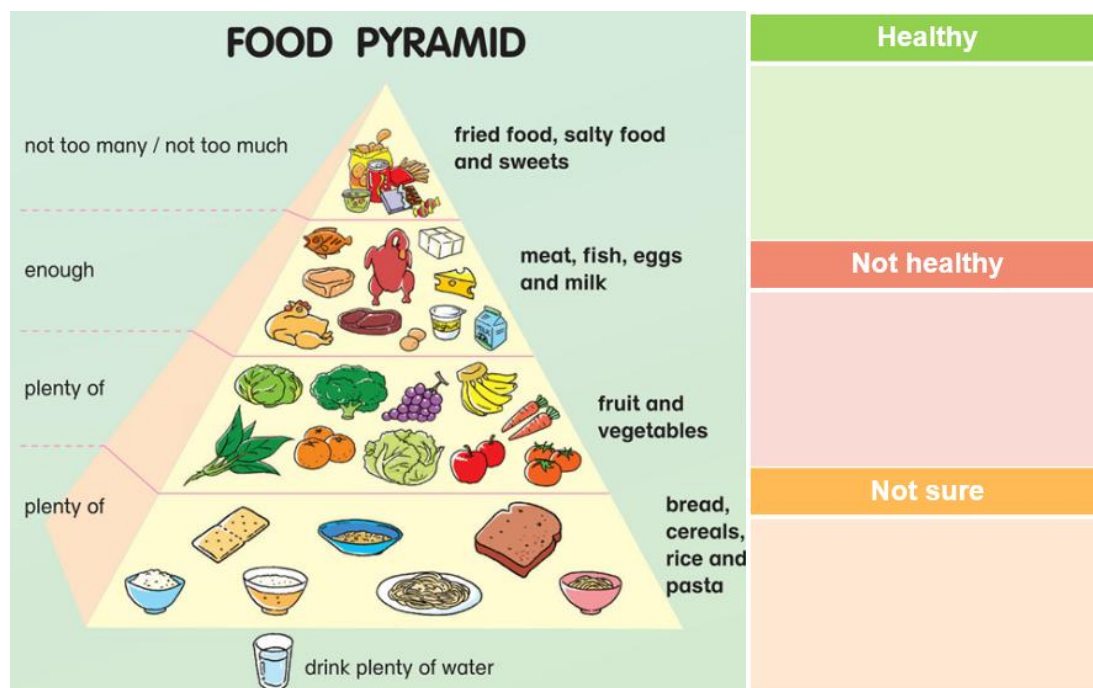 FOOD PYRAMID
not too many / not too much
fried food, salty food
and sweets
enough
meat, fish, eggs
and milk
plenty of
fruit and
vegetables
plenty of
bread,
cereals,
rice and
pasta
drink plenty of water
Healthy
Not healthy
Not sure